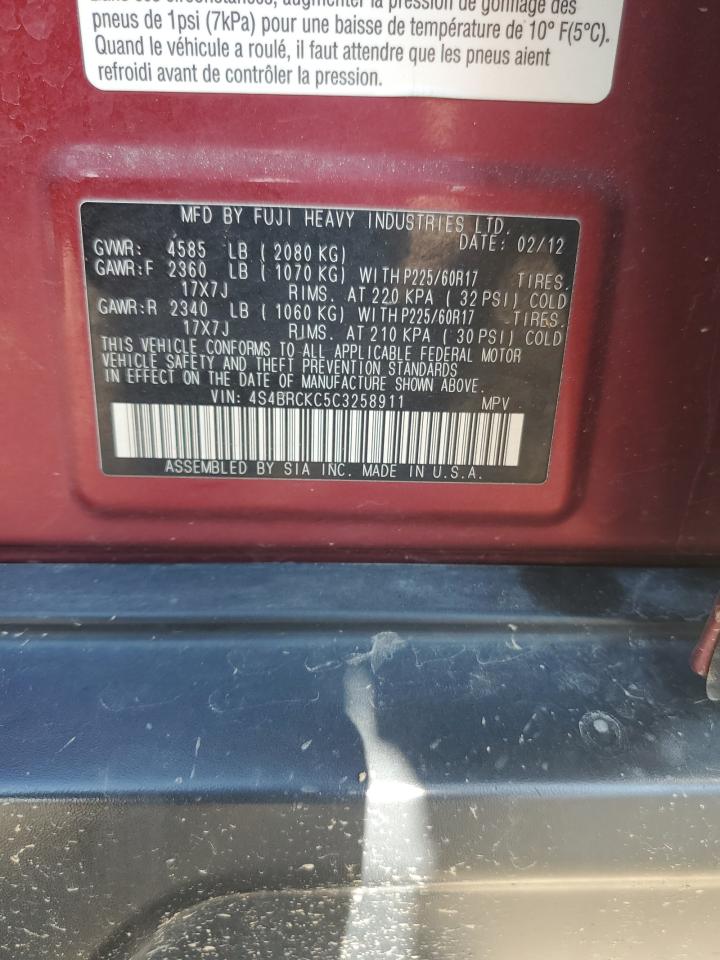 pneus de 1psi (7kPa) pour une baisse de température de 10° F(5°C).
Quand le véhicule a roulé, il faut attendre que les pneus aient
refroidi avant de contrôler la pression.
MFD BY FUJI HEAVY INDUSTRIES LTD.
DATE: 02/12
GVWR: 4585 LB ( 2080 KG)
GAWR:F 2360 LB ( 1070 KG) WITH P225/60R17 TIRES.
17X7J RIMS. AT 220 KPA ( 32 PSI) COLD
GAWR:R 2340 LB ( 1060 KG) WITH P225/60R17 TIRES.
17X7J RIMS. AT 210 KPA ( 30 PSI) COLD
THIS VEHICLE CONFORMS TO ALL APPLICABLE FEDERAL MOTOR
VEHICLE SAFETY AND THEFT PREVENTION STANDARDS
IN EFFECT ON THE DATE OF MANUFACTURE SHOWN ABOVE.
VIN: 4S4BRCKC5C3258911 MPV
ASSEMBLED BY SIA INC. MADE IN U.S.A.